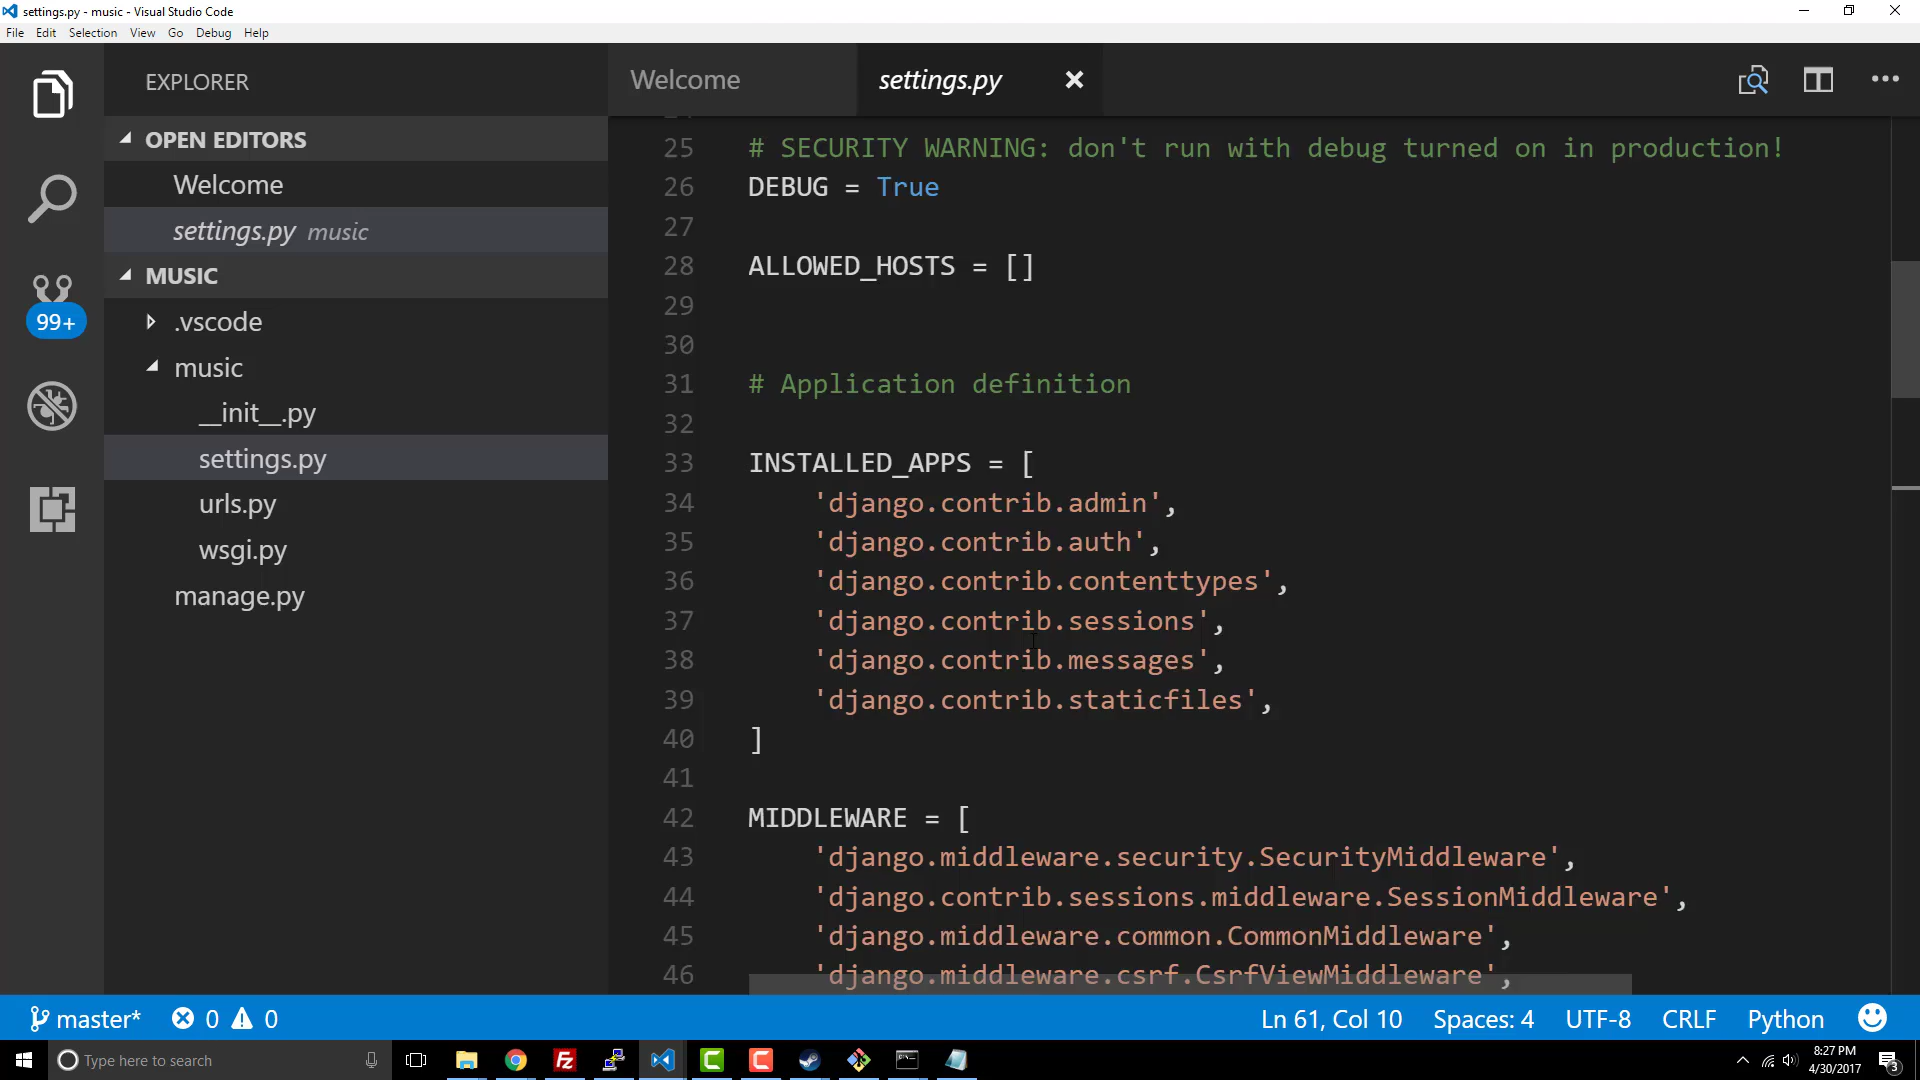 settings.py - music - Visual Studio Code
File Edit Selection View Go Debug Help
EXPLORER
OPEN EDITORS
Welcome
settings.py music
MUSIC
.vscode
music
__init__.py
settings.py
urls.py
wsgi.py
manage.py
99+
Welcome settings.py
25 # SECURITY WARNING: don't run with debug turned on in production!
26 DEBUG = True
27
28 ALLOWED_HOSTS = []
29
30
31 # Application definition
32
33 INSTALLED_APPS = [
34 'django.contrib.admin',
35 'django.contrib.auth',
36 'django.contrib.contenttypes',
37 'django.contrib.sessions',
38 'django.contrib.messages',
39 'django.contrib.staticfiles',
40 ]
41
42 MIDDLEWARE = [
43 'django.middleware.security.SecurityMiddleware',
44 'django.contrib.sessions.middleware.SessionMiddleware',
45 'django.middleware.common.CommonMiddleware',
46 'django.middleware.csrf.CsrfViewMiddleware',
master* 0 0 Ln 61, Col 10 Spaces: 4 UTF-8 CRLF Python
Type here to search
Fz
8:27 PM
4/30/2017
3